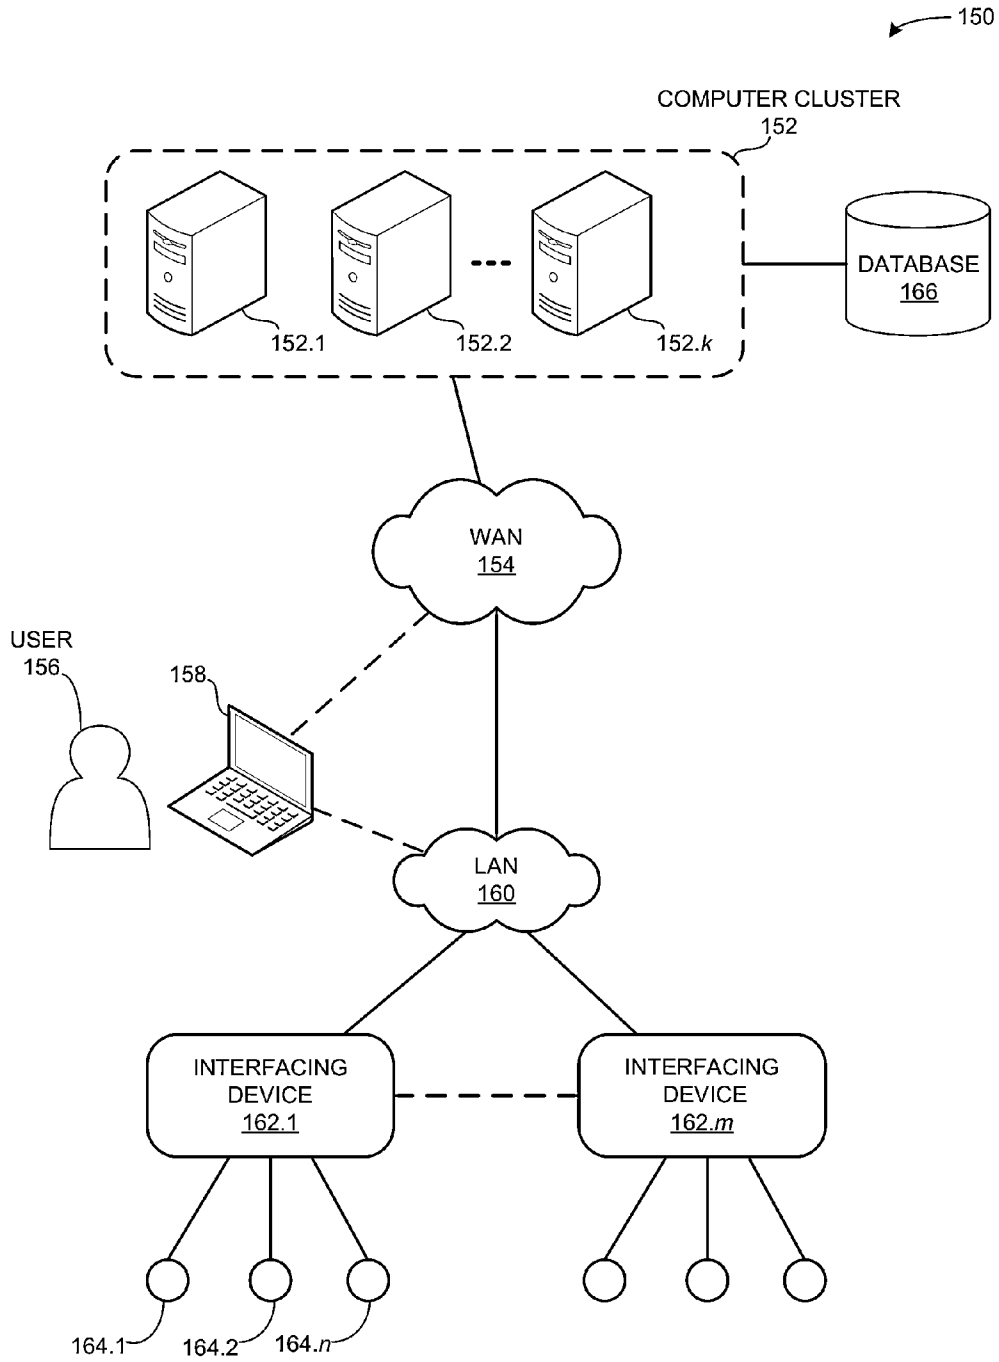 150
COMPUTER CLUSTER
152
152.1
152.2
152.k
DATABASE
166
WAN
154
USER
156
158
LAN
160
INTERFACING
DEVICE
162.1
INTERFACING
DEVICE
162.m
164.1
164.2
164.n